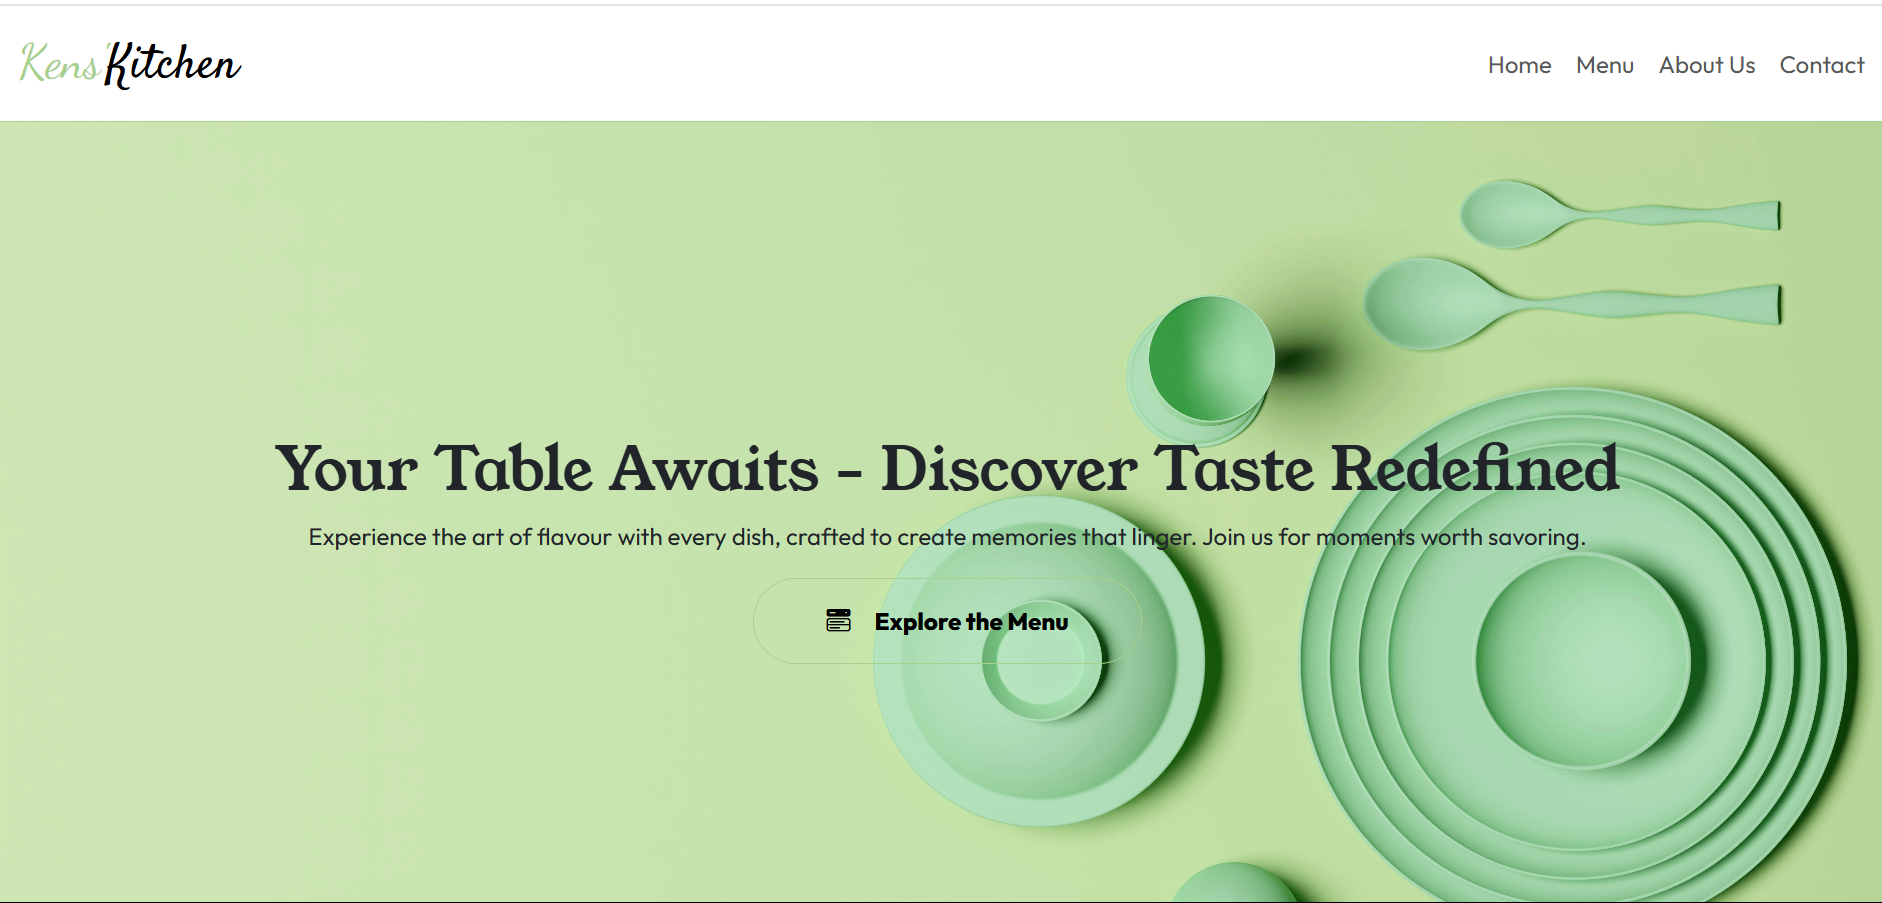 Kens'Kitchen
Home Menu About Us Contact
Your Table Awaits - Discover Taste Redefined
Experience the art of flavour with every dish, crafted to create memories that linger. Join us for moments worth savoring.
Explore the Menu